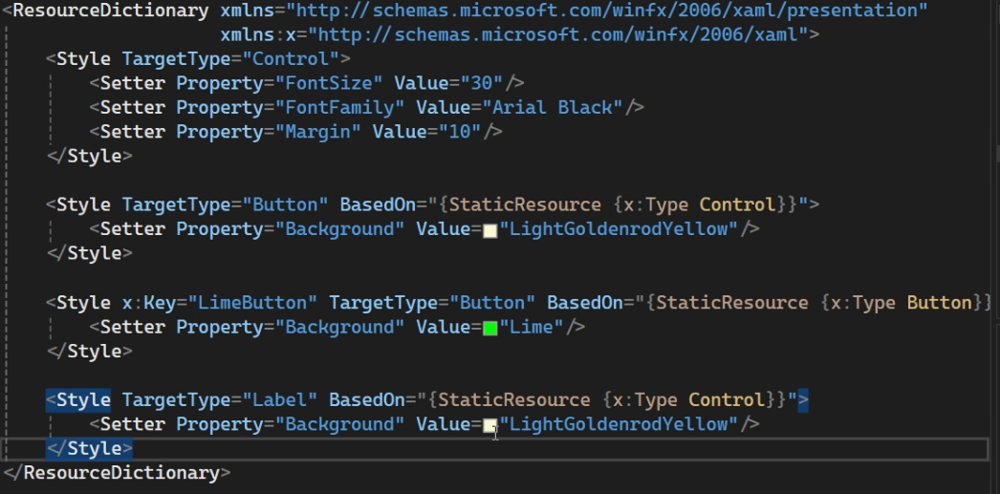 <ResourceDictionary xmlns="http://schemas.microsoft.com/winfx/2006/xaml/presentation"
                    xmlns:x="http://schemas.microsoft.com/winfx/2006/xaml">
    <Style TargetType="Control">
        <Setter Property="FontSize" Value="30"/>
        <Setter Property="FontFamily" Value="Arial Black"/>
        <Setter Property="Margin" Value="10"/>
    </Style>

    <Style TargetType="Button" BasedOn="{StaticResource {x:Type Control}}">
        <Setter Property="Background" Value="LightGoldenrodYellow"/>
    </Style>

    <Style x:Key="LimeButton" TargetType="Button" BasedOn="{StaticResource {x:Type Button}}
        <Setter Property="Background" Value="Lime"/>
    </Style>

    <Style TargetType="Label" BasedOn="{StaticResource {x:Type Control}}">
        <Setter Property="Background" Value="LightGoldenrodYellow"/>
    </Style>
</ResourceDictionary>